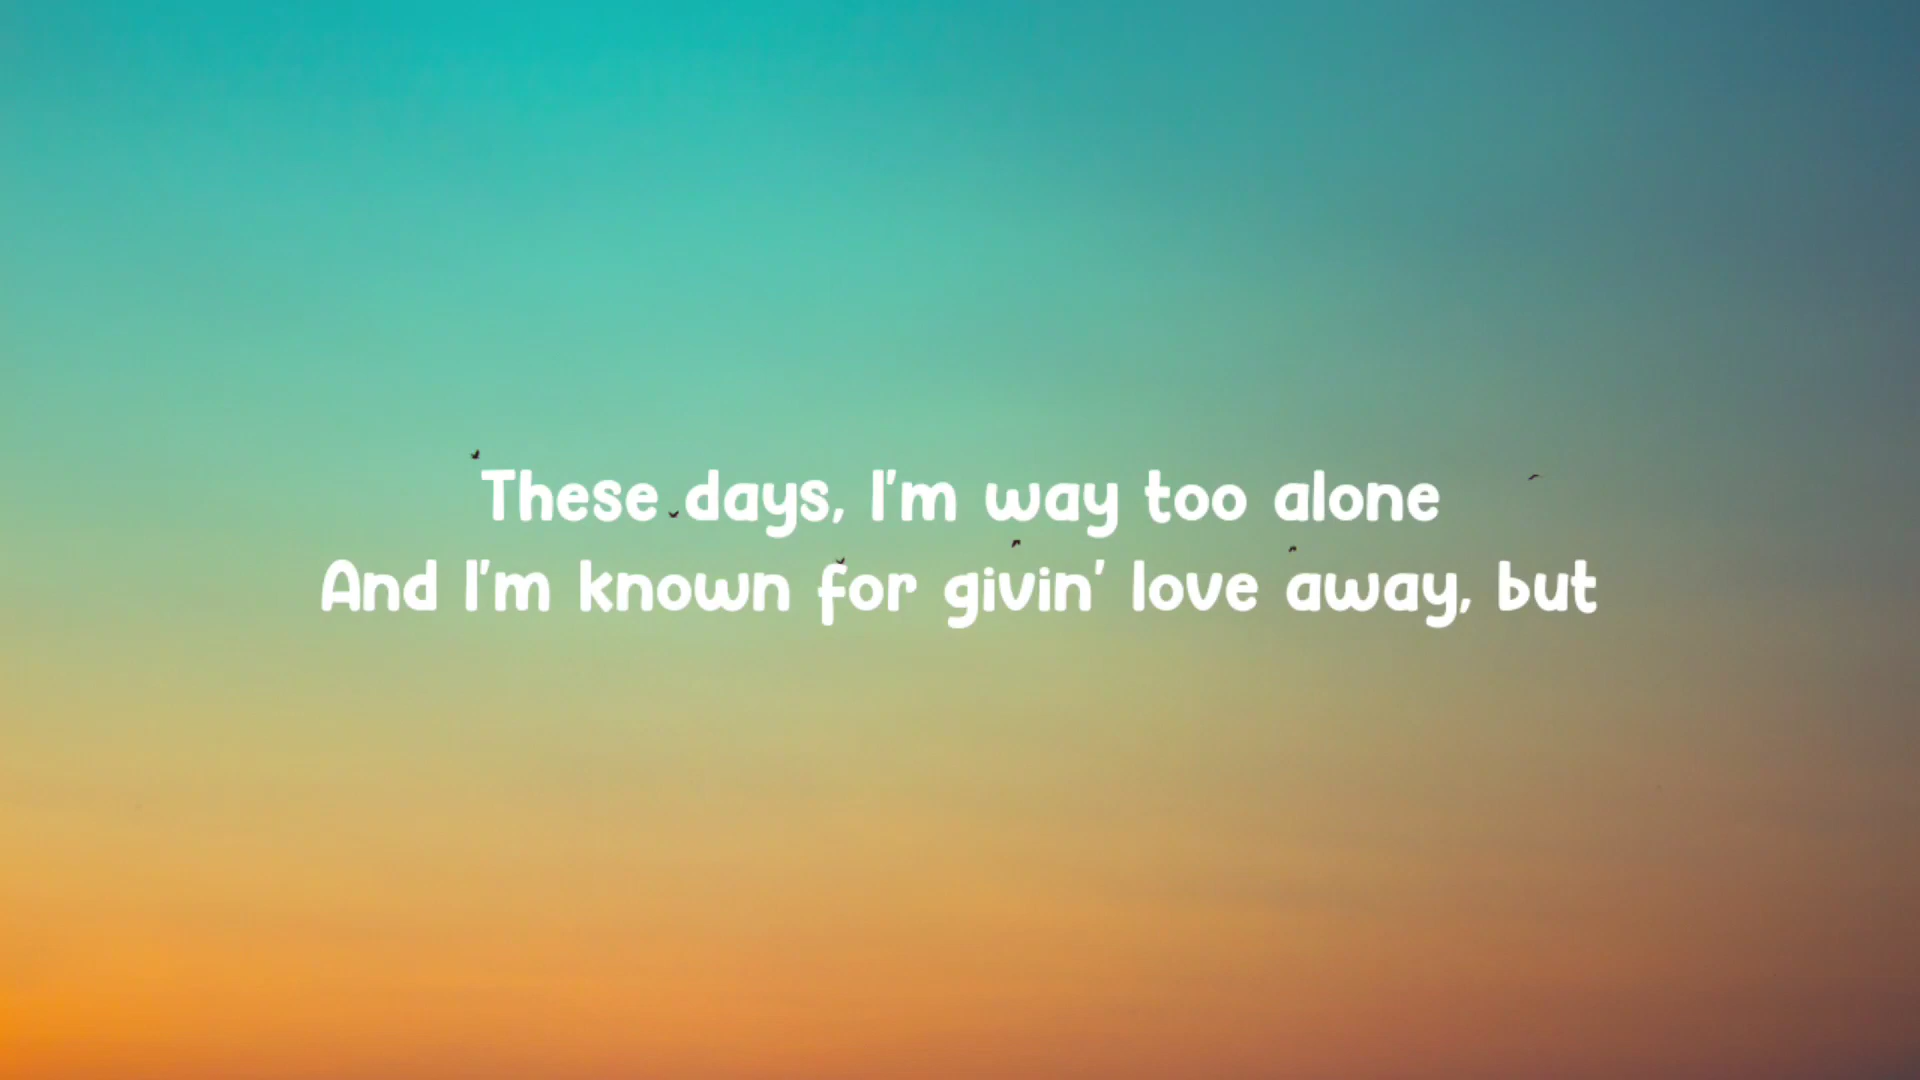 These days, I'm way too alone
And I'm known for givin' love away, but